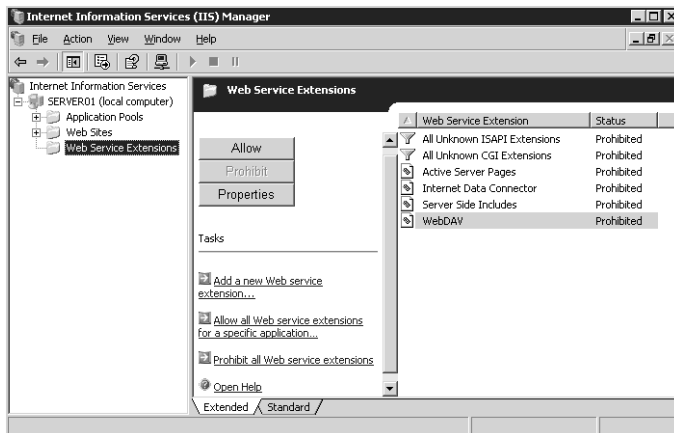 Internet Information Services (IIS) Manager
File Action View Window Help
Internet Information Services
SERVER01 (local computer)
Application Pools
Web Sites
Web Service Extensions
Web Service Extensions
Allow
Prohibit
Properties
Tasks
Add a new Web service
extension...
Allow all Web service extensions
for a specific application...
Prohibit all Web service extensions
Open Help
Web Service Extension Status
All Unknown ISAPI Extensions Prohibited
All Unknown CGI Extensions Prohibited
Active Server Pages Prohibited
Internet Data Connector Prohibited
Server Side Includes Prohibited
WebDAV Prohibited
Extended Standard